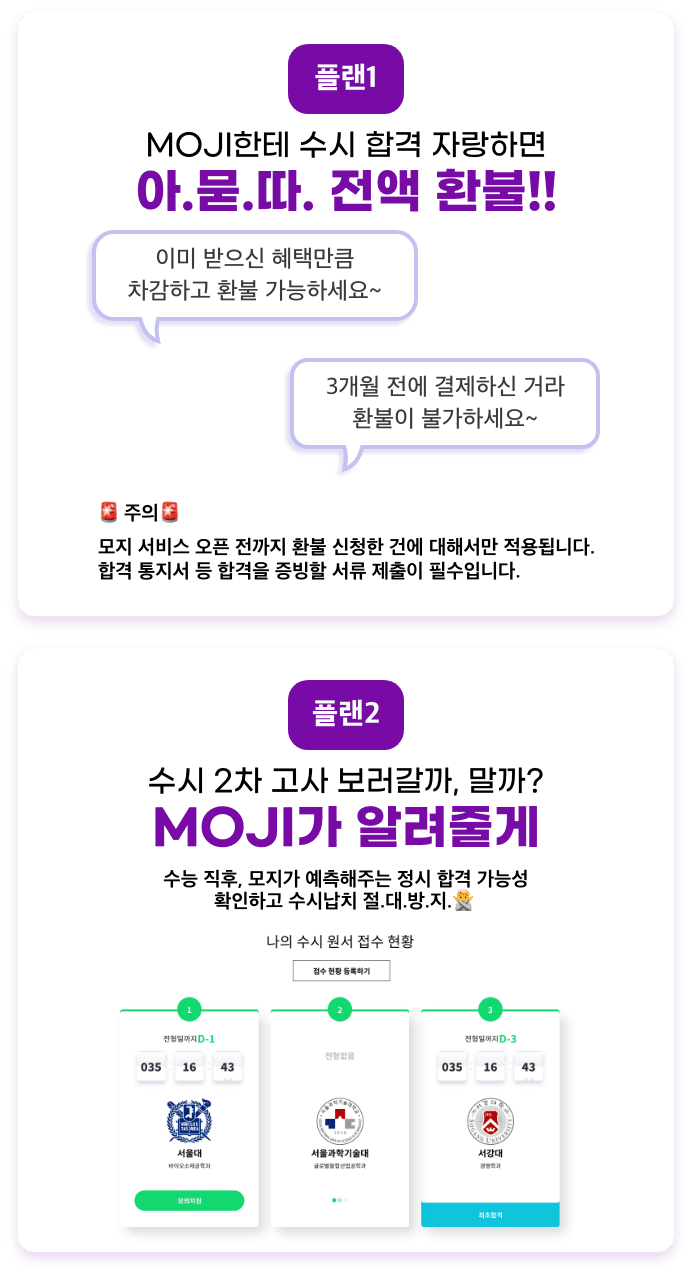 플랜1
MOJI한테 수시 합격 자랑하면
아.묻.따. 전액 환불!!
이미 받으신 혜택만큼
차감하고 환불 가능하세요~
3개월 전에 결제하신 거라
환불이 불가하세요~
🚨 주의🚨
모지 서비스 오픈 전까지 환불 신청한 건에 대해서만 적용됩니다.
합격 통지서 등 합격을 증빙할 서류 제출이 필수입니다.
플랜2
수시 2차 고사 보러갈까, 말까?
MOJI가 알려줄게
수능 직후, 모지가 예측해주는 정시 합격 가능성
확인하고 수시납치 절.대.방.지.🙅
나의 수시 원서 접수 현황
접수 현황 등록하기
1
전형일까지D-1
035 16 43
서울대
바이오소재공학과
모의지원
2
전형없음
서울과학기술대
글로벌융합산업공학과
3
전형일까지D-3
035 16 43
SOGANG UNIVERSITY
서강대
경영학과
최초합격